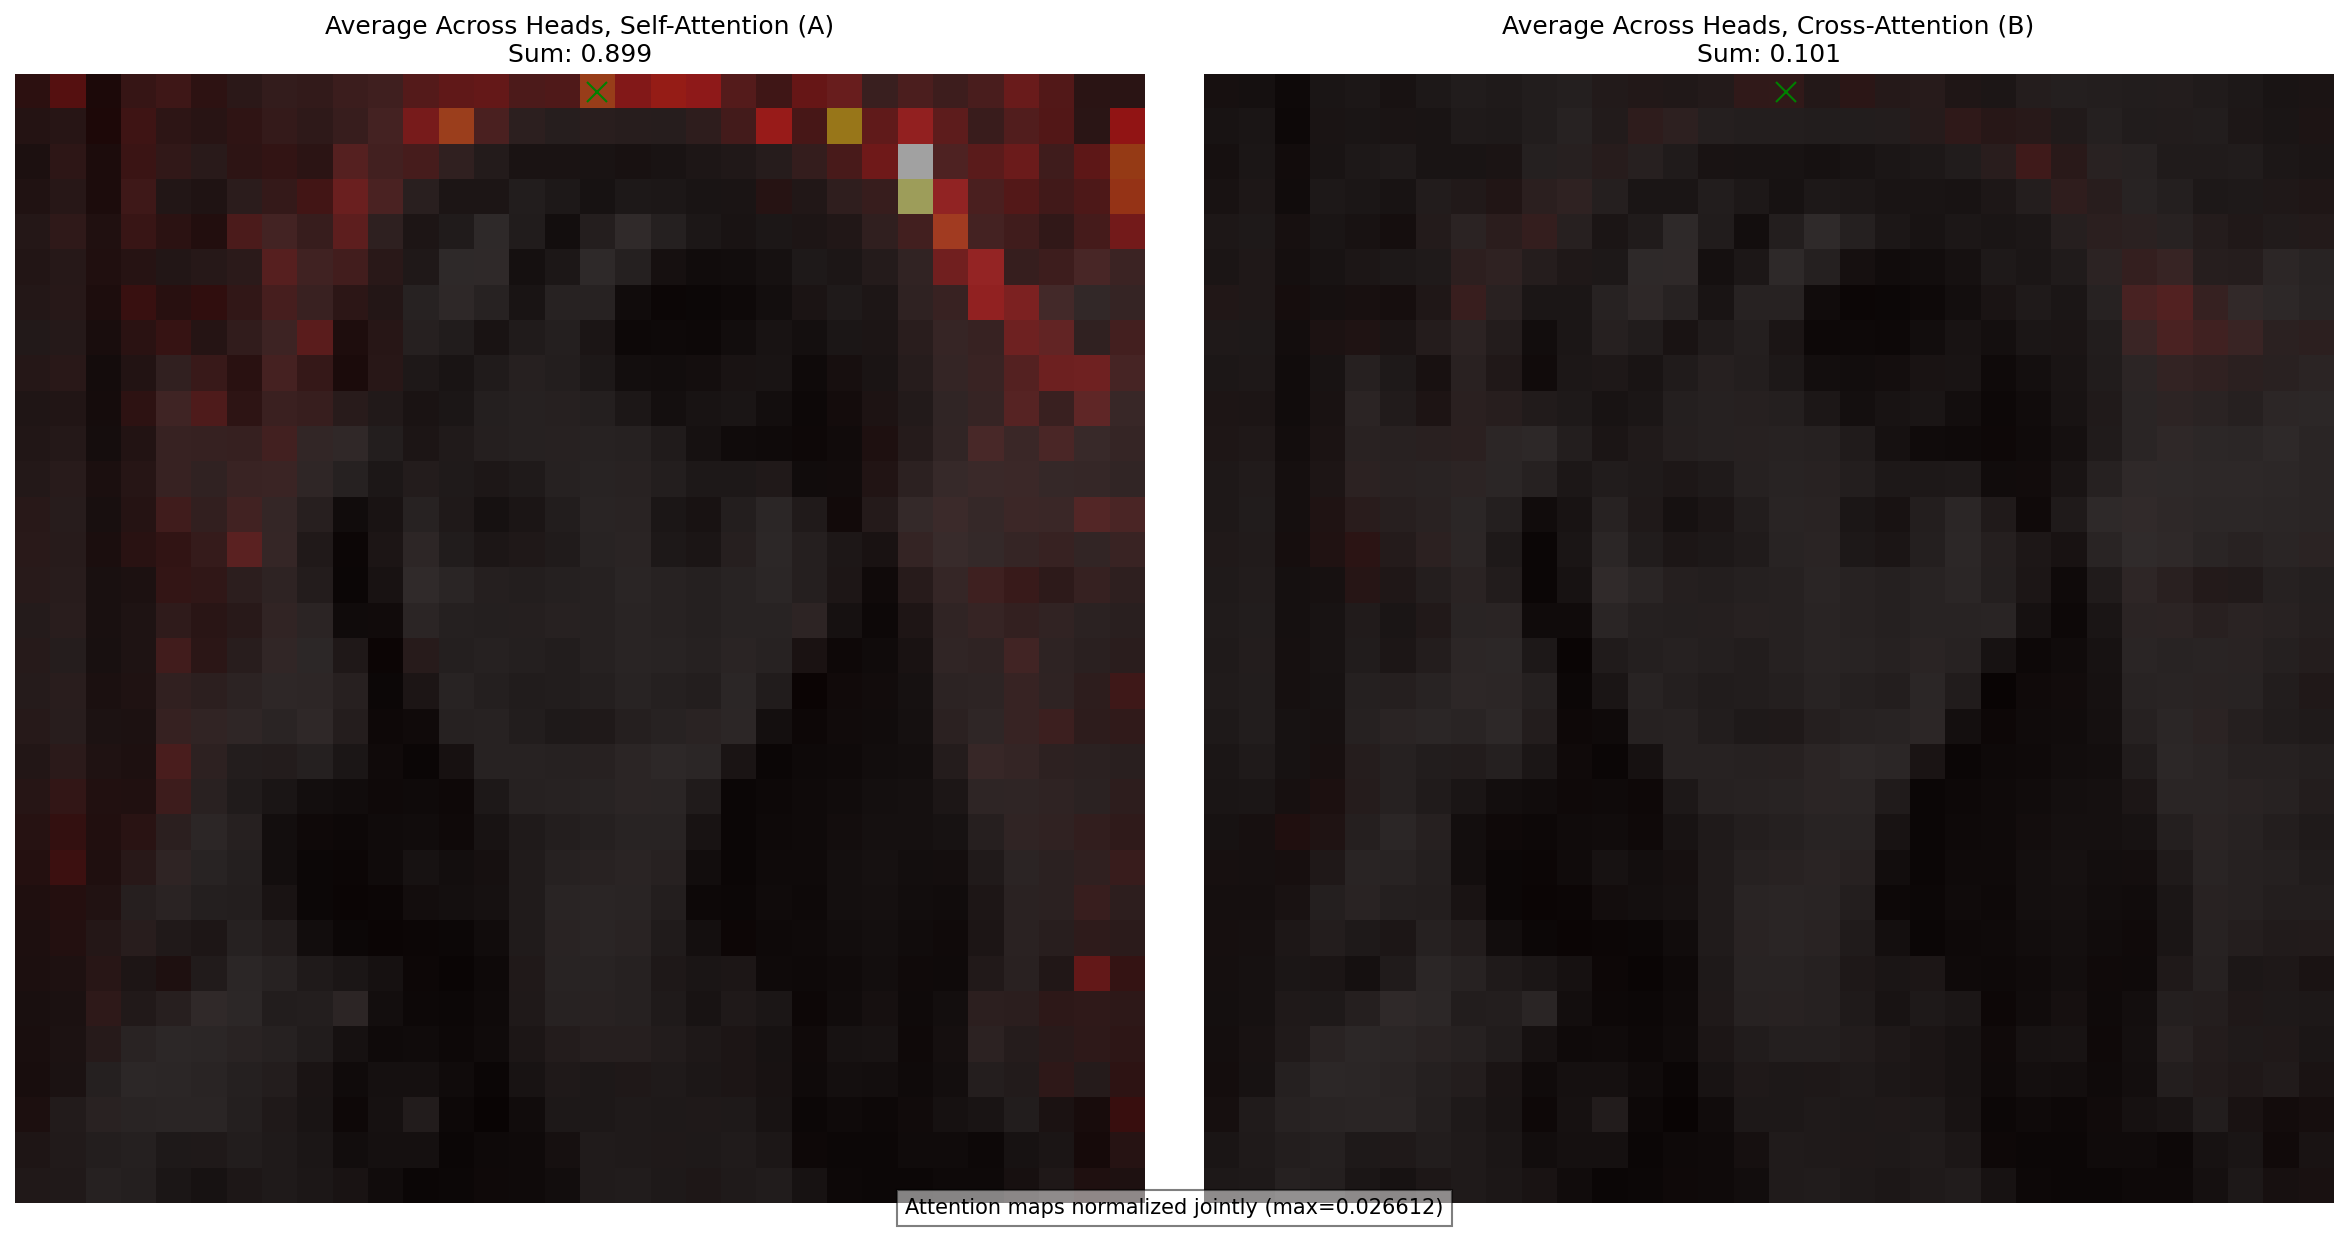 Average Across Heads, Self-Attention (A)
Sum: 0.899
Average Across Heads, Cross-Attention (B)
Sum: 0.101
Attention maps normalized jointly (max=0.026612)